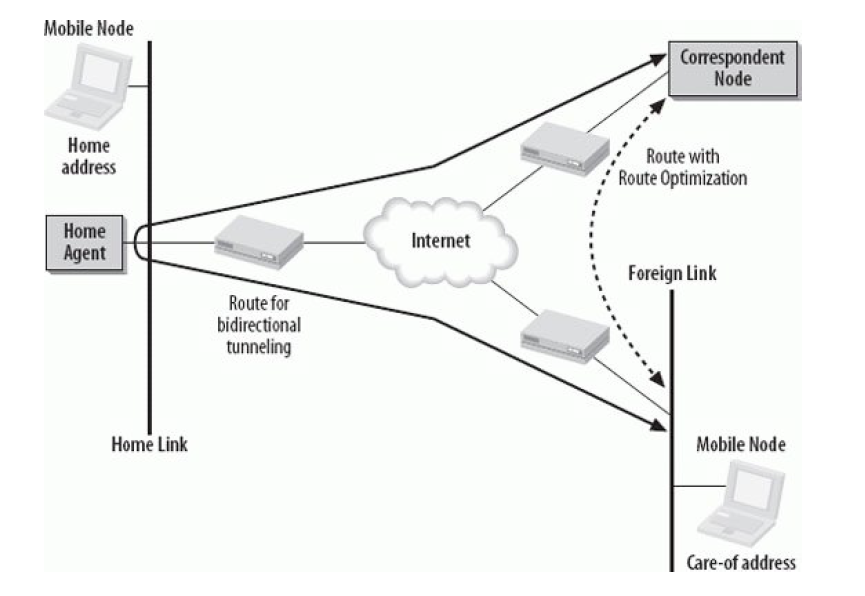 Mobile Node
Home
address
Home
Agent
Route for
bidirectional
tunneling
Home Link
Internet
Correspondent
Node
Route with
Route Optimization
Foreign Link
Mobile Node
Care-of address